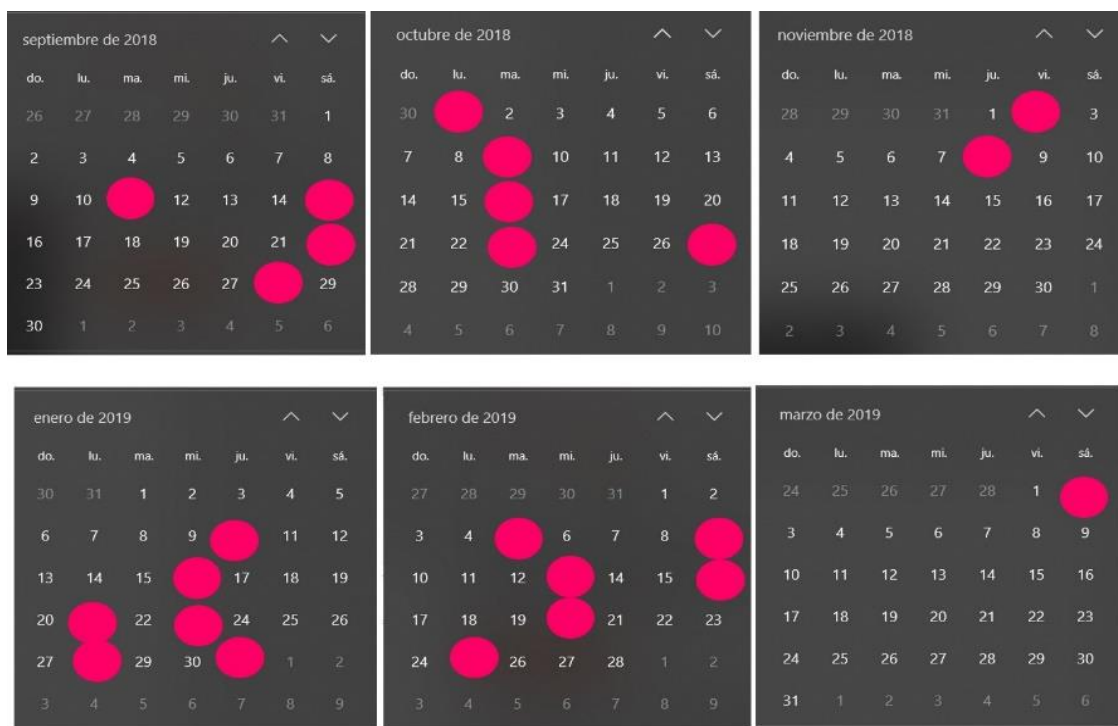 septiembre de 2018
do. lu. ma. mi. ju. vi. sá.
26 27 28 29 30 31 1
2 3 4 5 6 7 8
9 10 12 13 14
16 17 18 19 20 21
23 24 25 26 27 29
30 1 2 3 4 5 6
octubre de 2018
do. lu. ma. mi. ju. vi. sá.
30 2 3 4 5 6
7 8 10 11 12 13
14 15 17 18 19 20
21 22 24 25 26
28 29 30 31 1 2 3
4 5 6 7 8 9 10
noviembre de 2018
do. lu. ma. mi. ju. vi. sá.
28 29 30 31 1 3
4 5 6 7 9 10
11 12 13 14 15 16 17
18 19 20 21 22 23 24
25 26 27 28 29 30 1
2 3 4 5 6 7 8
enero de 2019
do. lu. ma. mi. ju. vi. sá.
30 31 1 2 3 4 5
6 7 8 9 11 12
13 14 15 17 18 19
20 22 24 25 26
27 29 30 1 2
3 4 5 6 7 8 9
febrero de 2019
do. lu. ma. mi. ju. vi. sá.
27 28 29 30 31 1 2
3 4 6 7 8
10 11 12 14 15
17 18 19 21 22 23
24 26 27 28 1 2
3 4 5 6 7 8 9
marzo de 2019
do. lu. ma. mi. ju. vi. sá.
24 25 26 27 28 1
3 4 5 6 7 8 9
10 11 12 13 14 15 16
17 18 19 20 21 22 23
24 25 26 27 28 29 30
31 1 2 3 4 5 6